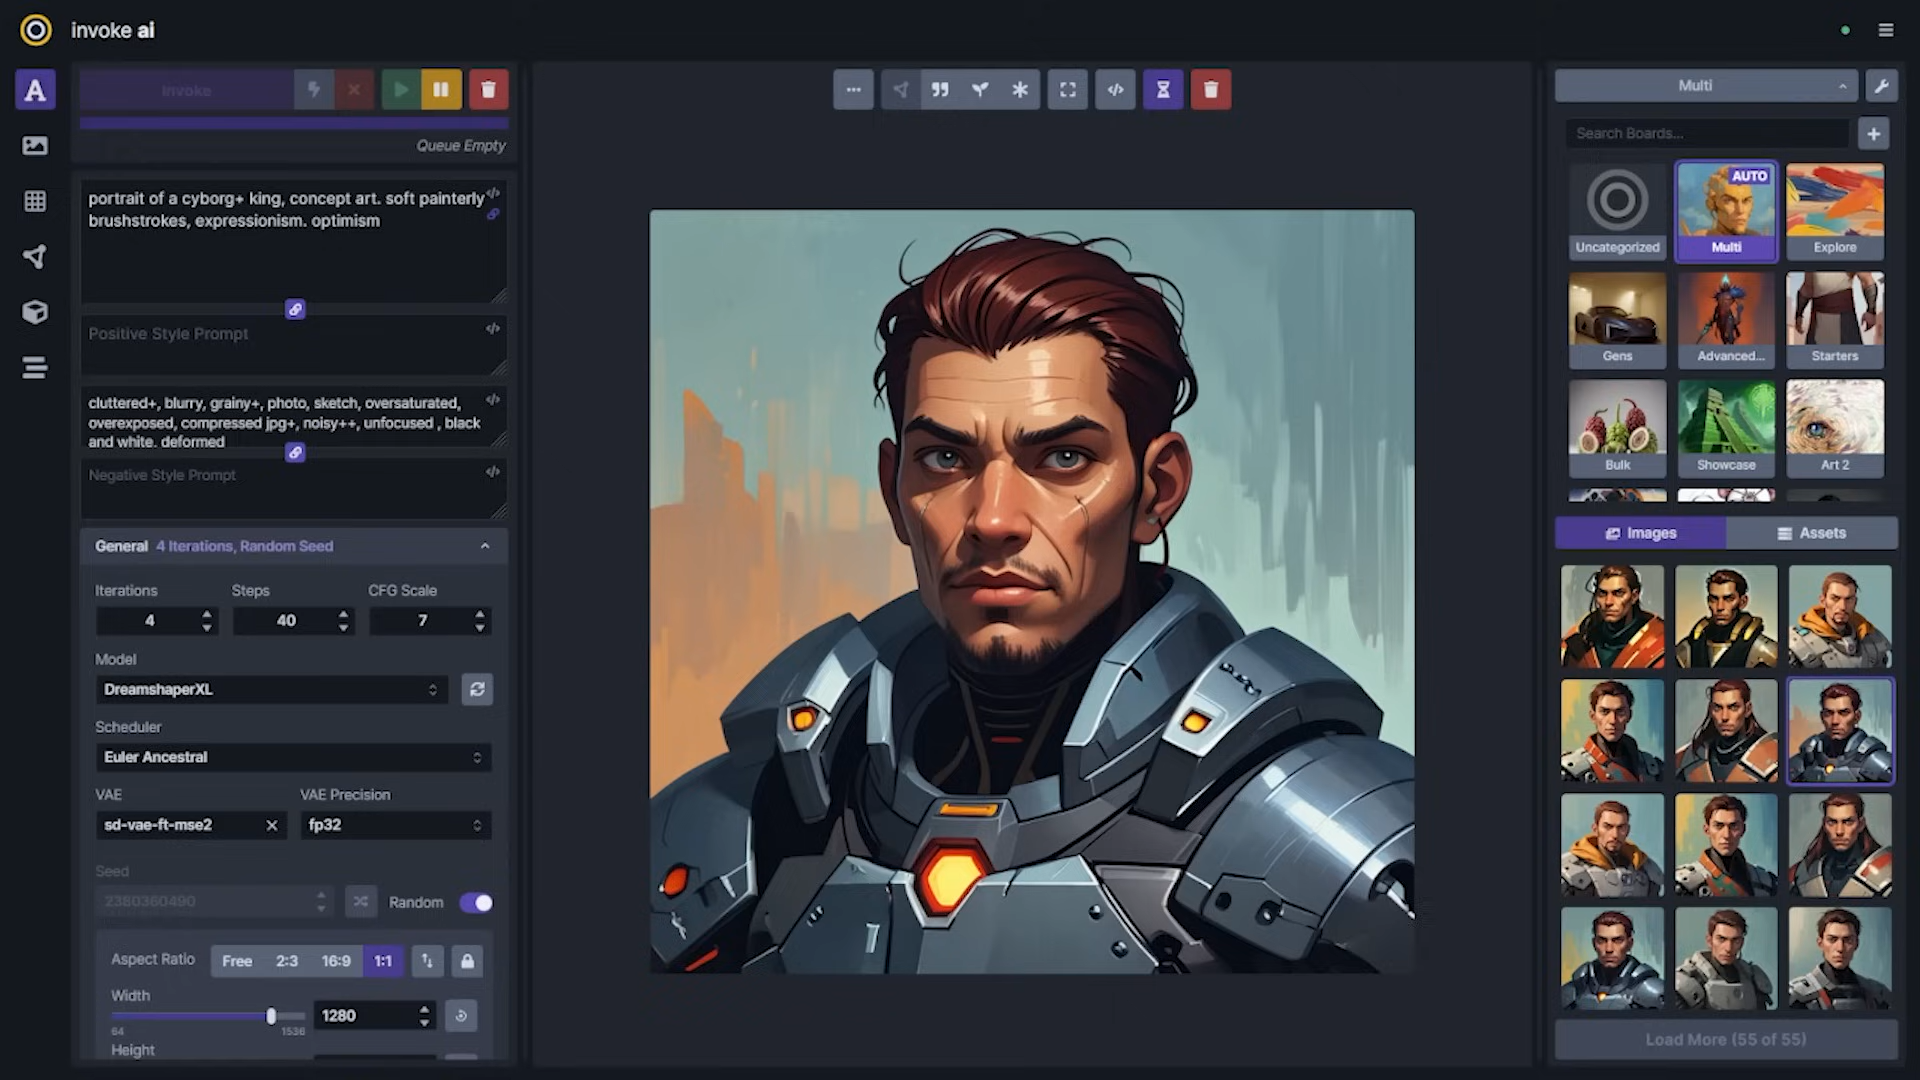 invoke ai
Invoke
Queue Empty
portrait of a cyborg+ king, concept art. soft painterly
brushstrokes, expressionism. optimism
Positive Style Prompt
cluttered+, blurry, grainy+, photo, sketch, oversaturated,
overexposed, compressed jpg+, noisy++, unfocused , black
and white. deformed
Negative Style Prompt
General 4 Iterations, Random Seed
Iterations Steps CFG Scale
4 40 7
Model
DreamshaperXL
Scheduler
Euler Ancestral
VAE VAE Precision
sd-vae-ft-mse2 fp32
Seed
2380360490 Random
Aspect Ratio Free 2:3 16:9 1:1
Width
1280
64 1536
Height
Multi
Search Boards...
AUTO
Uncategorized Multi Explore
Gens Advanced... Starters
Bulk Showcase Art 2
Images Assets
Load More (55 of 55)